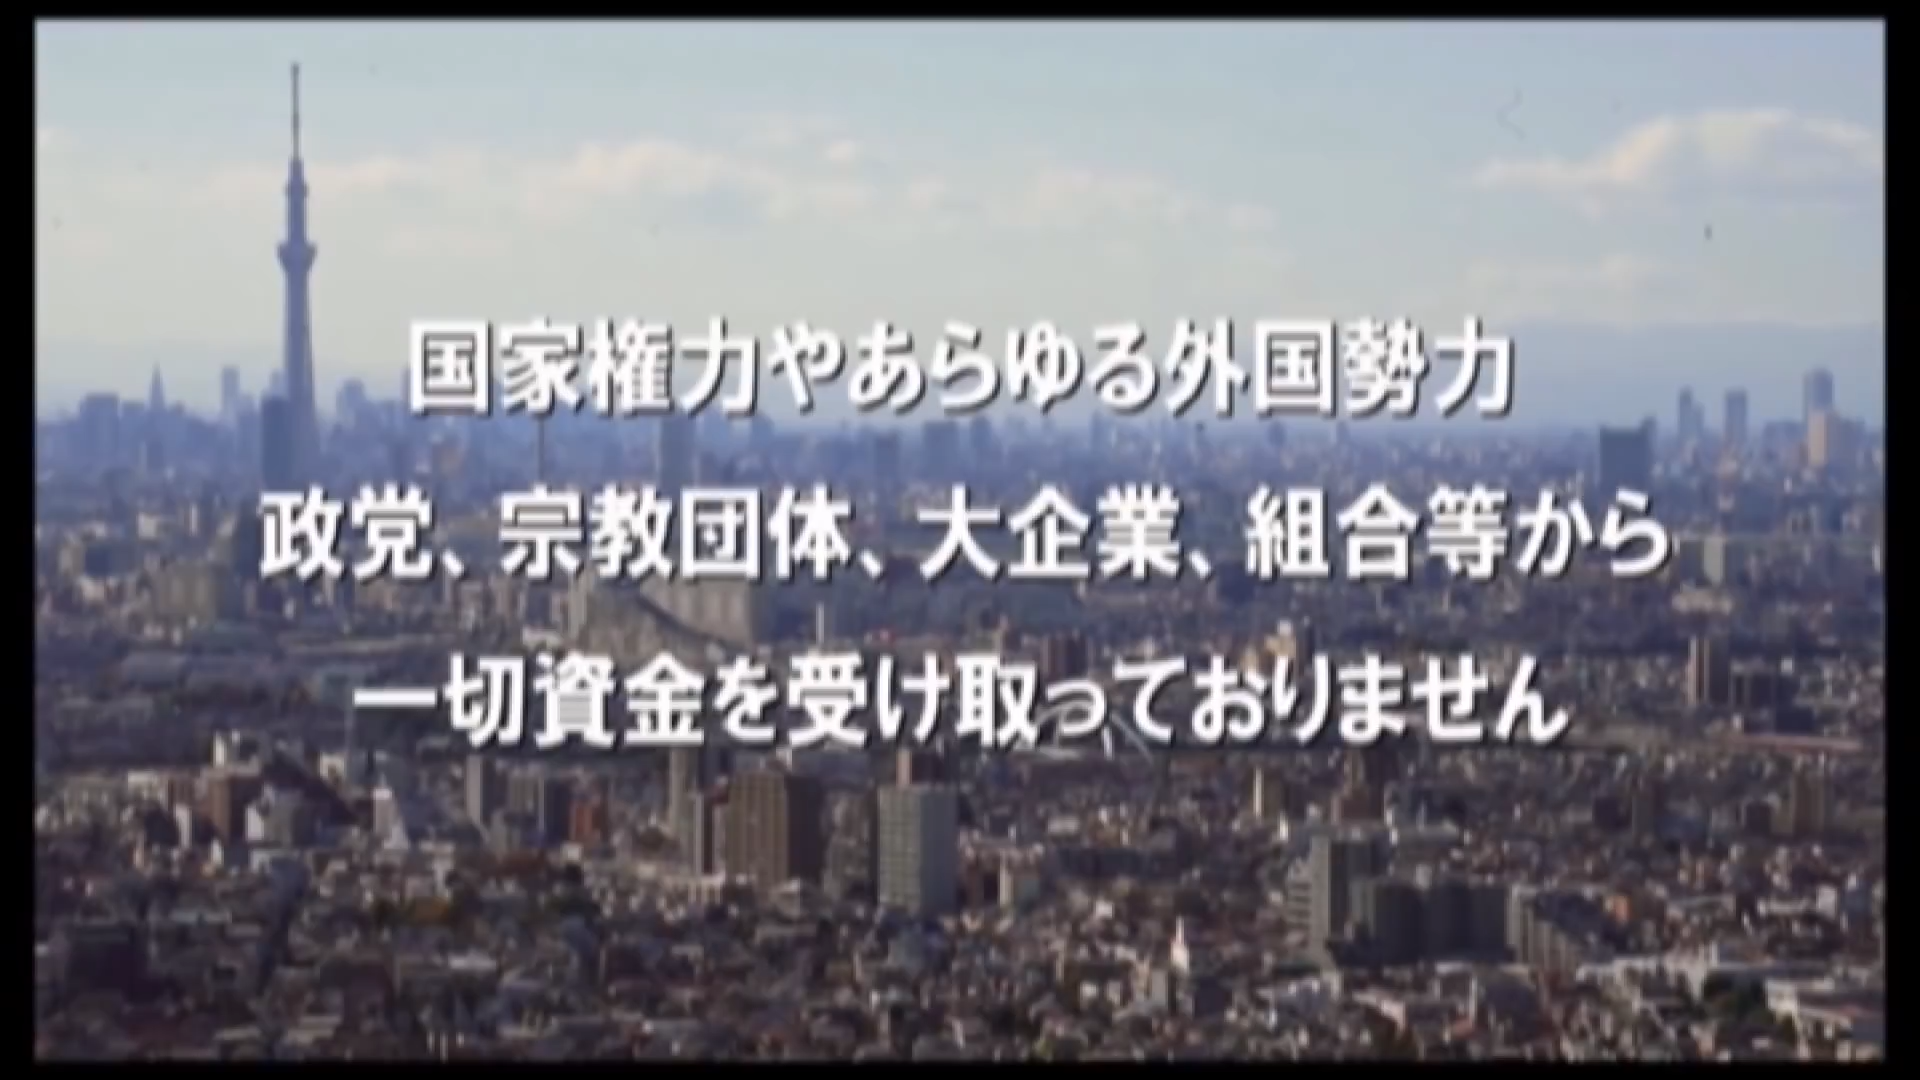 国家権力やあらゆる外国勢力
政党、宗教団体、大企業、組合等から
一切資金を受け取っておりません